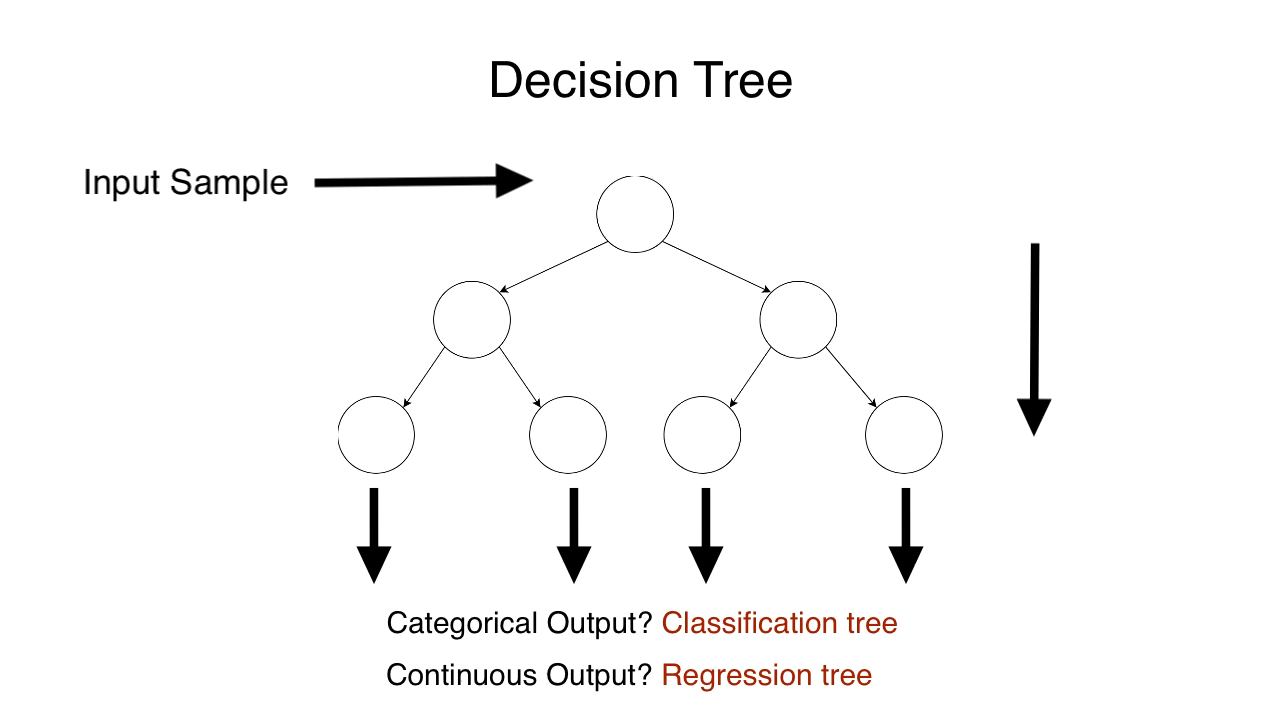 Decision Tree
Input Sample
Categorical Output? Classification tree
Continuous Output? Regression tree